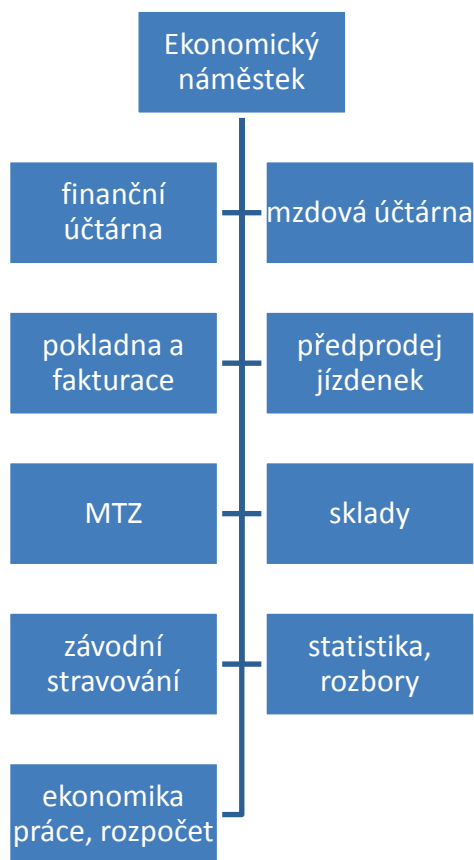 Ekonomický
náměstek
finanční
účtárna
mzdová účtárna
pokladna a
fakturace
předprodej
jízdenek
MTZ
sklady
závodní
stravování
statistika,
rozbory
ekonomika
práce, rozpočet